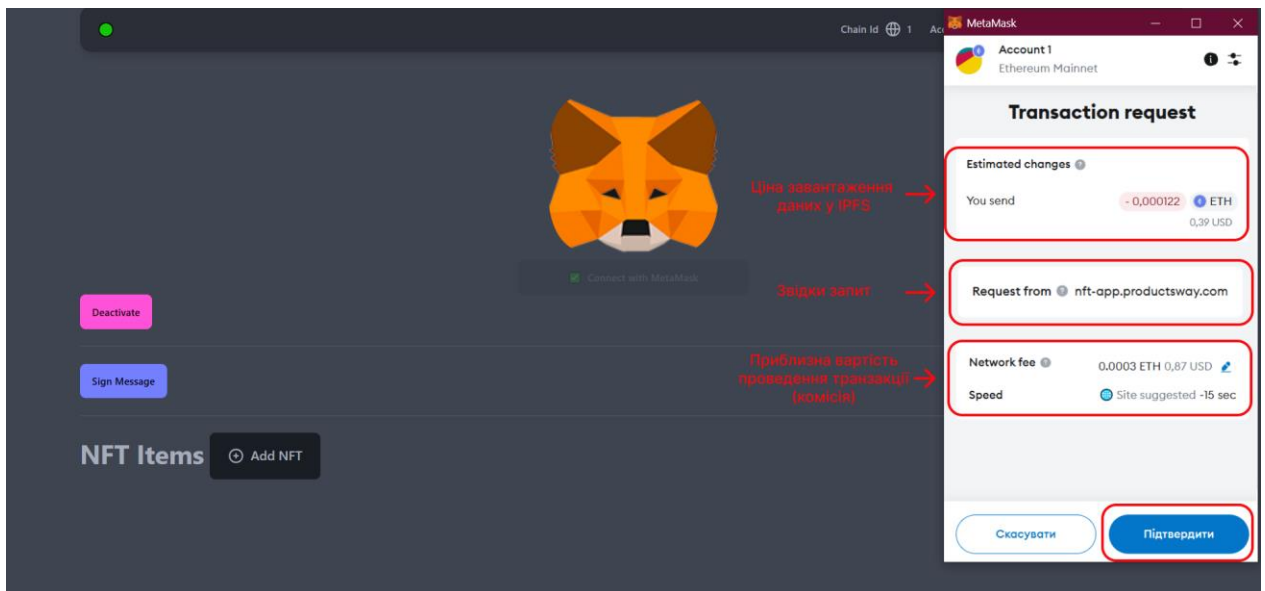 Chain Id 1
MetaMask
Account 1
Ethereum Mainnet
Transaction request
Estimated changes
You send - 0,000122 ETH
0,39 USD
Ціна завантаження
даних у IPFS
Connect with MetaMask
Звідки запит
Request from nft-app.productsway.com
Deactivate
Приблизна вартість
проведення транзакції
(комісія)
Network fee 0.0003 ETH 0,87 USD
Speed Site suggested ~15 sec
Sign Message
NFT Items
Add NFT
Скасувати
Підтвердити